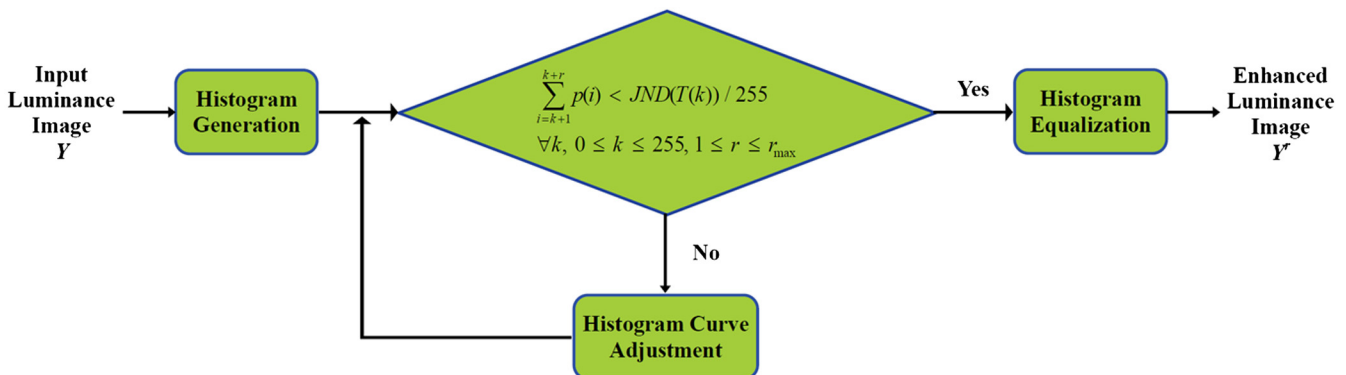 Input
Luminance
Image
Y
Histogram
Generation
k+r
∑ p(i) < JND(T(k)) / 255
i=k+1
∀k, 0 ≤ k ≤ 255, 1 ≤ r ≤ r_max
Yes
Histogram
Equalization
Enhanced
Luminance
Image
Y^r
No
Histogram Curve
Adjustment